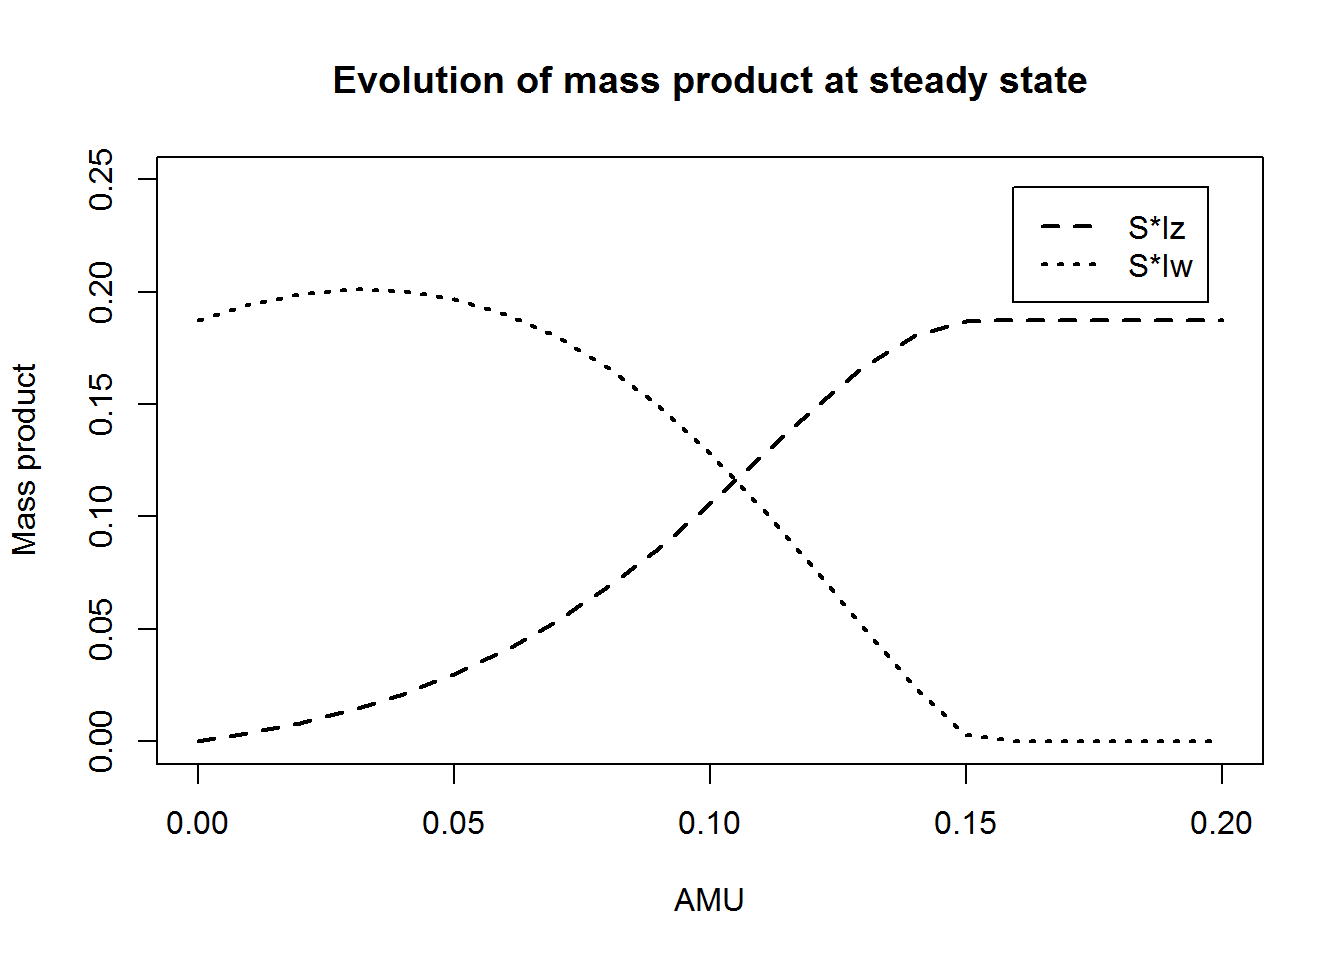 Evolution of mass product at steady state
0.25
0.20
0.15
0.10
0.05
0.00
Mass product
S*Iz
S*Iw
0.00 0.05 0.10 0.15 0.20
AMU